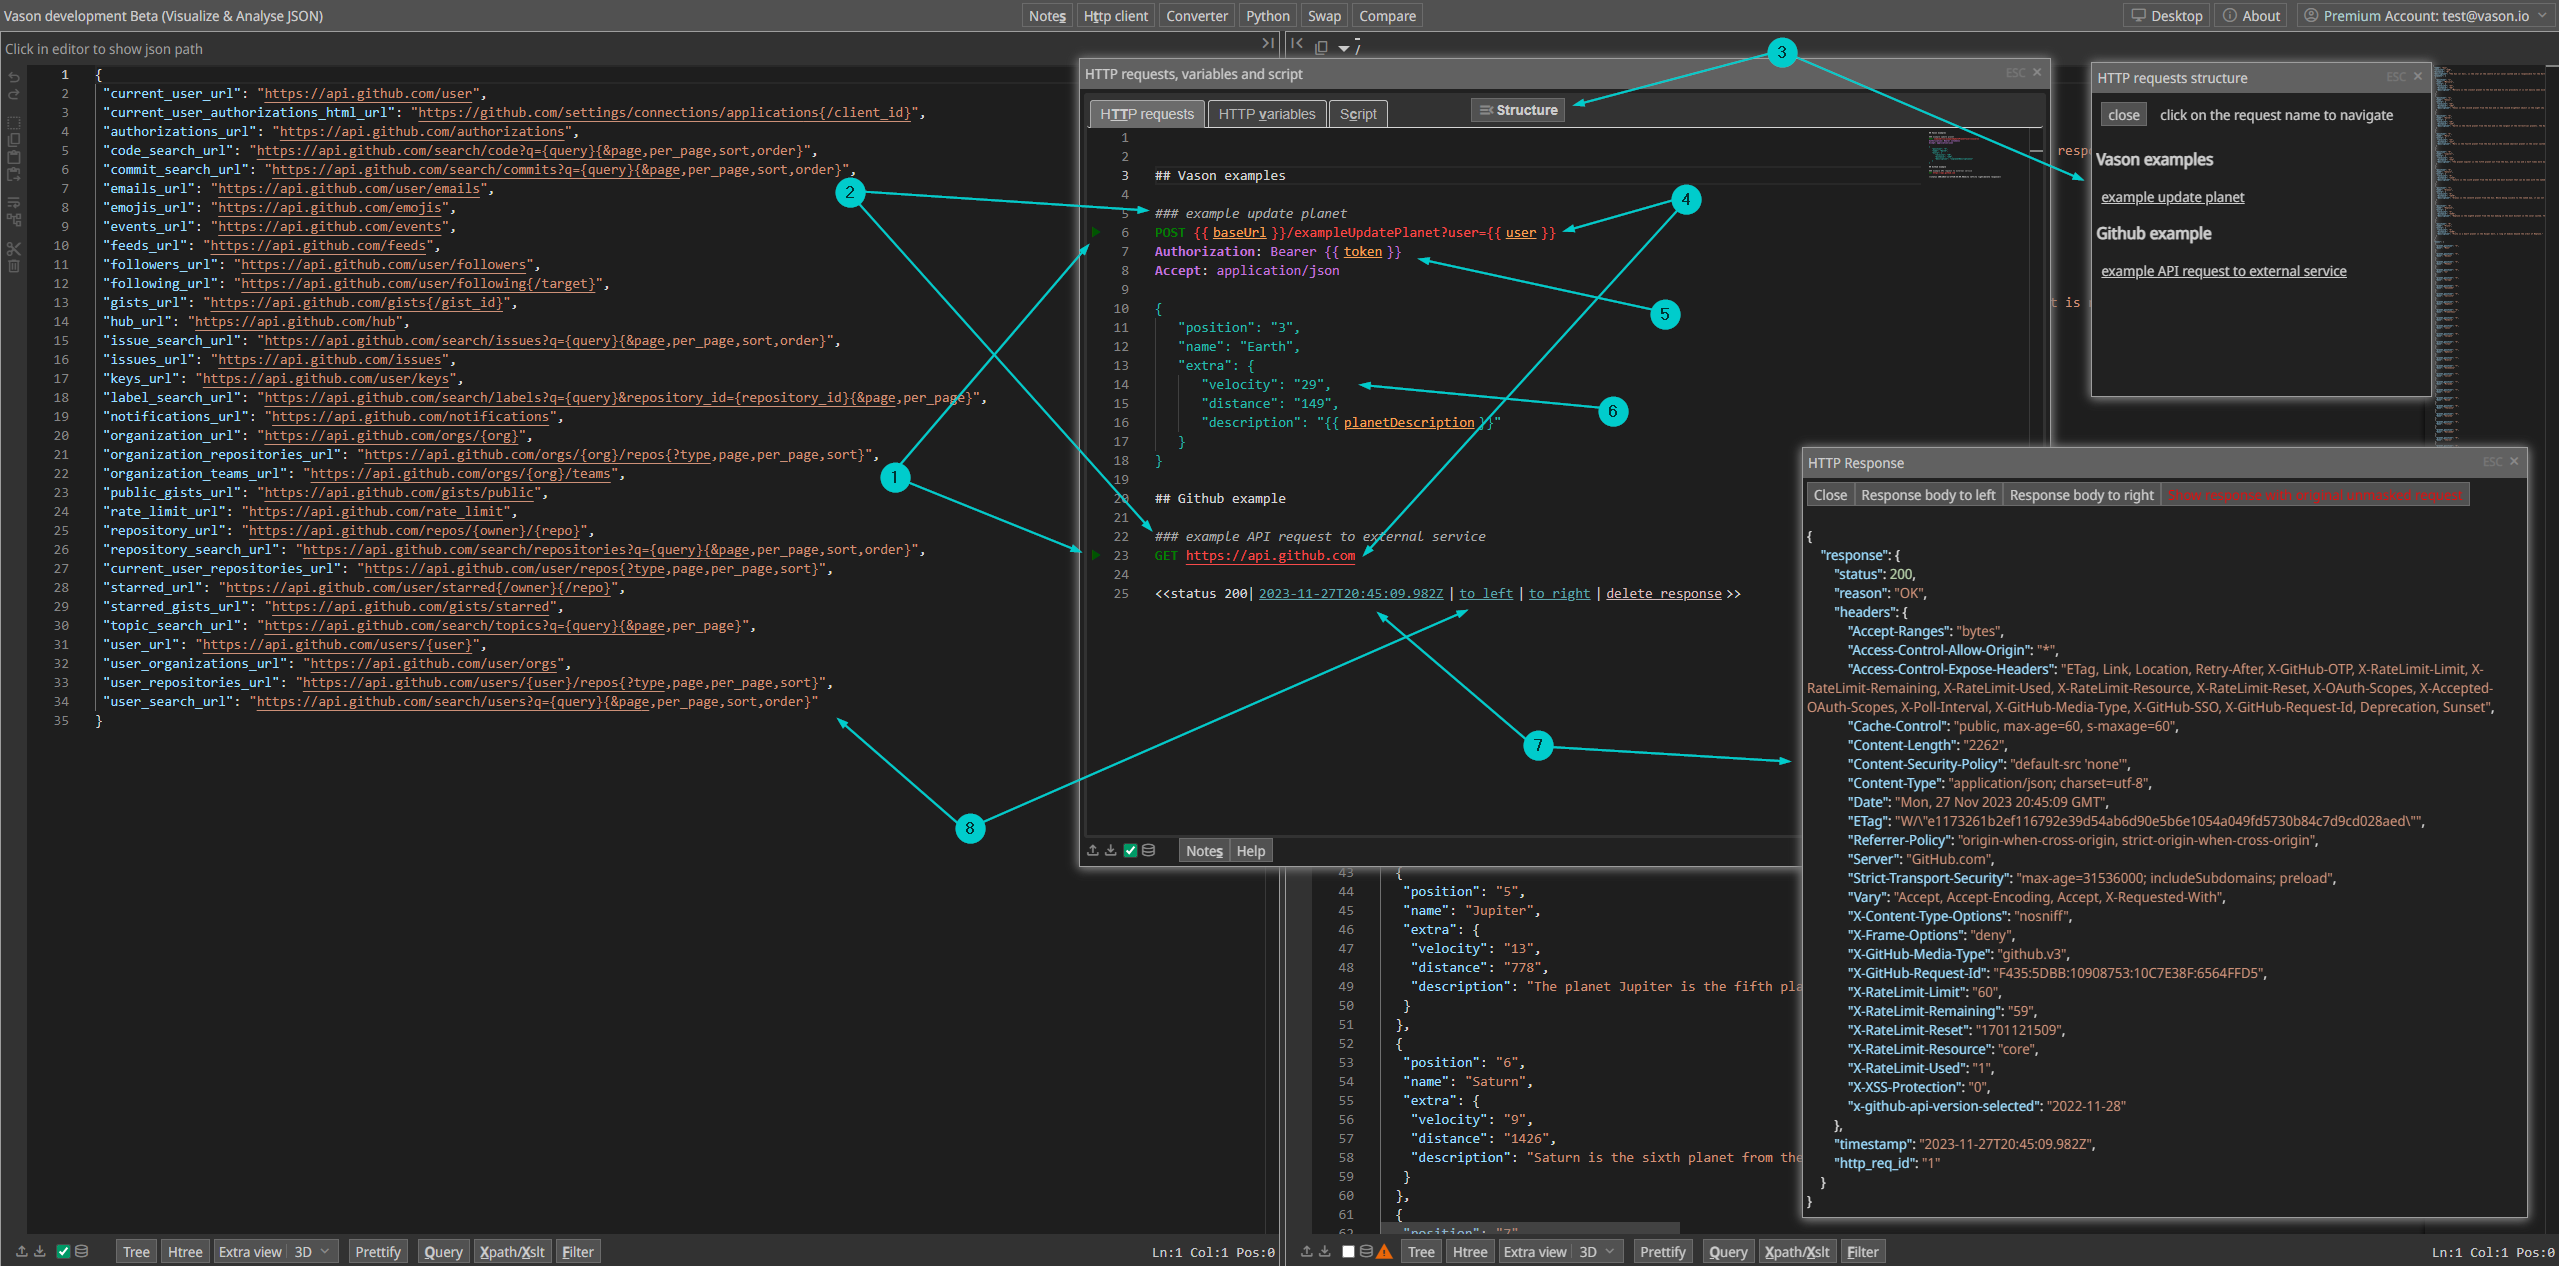 Vason development Beta (Visualize & Analyse JSON)
Notes Http client Converter Python Swap Compare
Desktop About Premium Account: test@vason.io
Click in editor to show json path
1 {
2 "current_user_url": "https://api.github.com/user",
3 "current_user_authorizations_html_url": "https://github.com/settings/connections/applications{/client_id}",
4 "authorizations_url": "https://api.github.com/authorizations",
5 "code_search_url": "https://api.github.com/search/code?q={query}{&page,per_page,sort,order}",
6 "commit_search_url": "https://api.github.com/search/commits?q={query}{&page,per_page,sort,order}",
7 "emails_url": "https://api.github.com/user/emails",
8 "emojis_url": "https://api.github.com/emojis",
9 "events_url": "https://api.github.com/events",
10 "feeds_url": "https://api.github.com/feeds",
11 "followers_url": "https://api.github.com/user/followers",
12 "following_url": "https://api.github.com/user/following{/target}",
13 "gists_url": "https://api.github.com/gists{/gist_id}",
14 "hub_url": "https://api.github.com/hub",
15 "issue_search_url": "https://api.github.com/search/issues?q={query}{&page,per_page,sort,order}",
16 "issues_url": "https://api.github.com/issues",
17 "keys_url": "https://api.github.com/user/keys",
18 "label_search_url": "https://api.github.com/search/labels?q={query}&repository_id={repository_id}{&page,per_page}",
19 "notifications_url": "https://api.github.com/notifications",
20 "organization_url": "https://api.github.com/orgs/{org}",
21 "organization_repositories_url": "https://api.github.com/orgs/{org}/repos{?type,page,per_page,sort}",
22 "organization_teams_url": "https://api.github.com/orgs/{org}/teams",
23 "public_gists_url": "https://api.github.com/gists/public",
24 "rate_limit_url": "https://api.github.com/rate_limit",
25 "repository_url": "https://api.github.com/repos/{owner}/{repo}",
26 "repository_search_url": "https://api.github.com/search/repositories?q={query}{&page,per_page,sort,order}",
27 "current_user_repositories_url": "https://api.github.com/user/repos{?type,page,per_page,sort}",
28 "starred_url": "https://api.github.com/user/starred{/owner}{/repo}",
29 "starred_gists_url": "https://api.github.com/gists/starred",
30 "topic_search_url": "https://api.github.com/search/topics?q={query}{&page,per_page}",
31 "user_url": "https://api.github.com/users/{user}",
32 "user_organizations_url": "https://api.github.com/user/orgs",
33 "user_repositories_url": "https://api.github.com/users/{user}/repos{?type,page,per_page,sort}",
34 "user_search_url": "https://api.github.com/search/users?q={query}{&page,per_page,sort,order}"
35 }
Tree Htree Extra view 3D Prettify Query Xpath/Xslt Filter
Ln:1 Col:1 Pos:0
/
HTTP requests, variables and script
ESC ×
HTTP requests HTTP variables Script
Structure
1
2
3 ## Vason examples
4
5 ### example update planet
6 POST {{ baseUrl }}/exampleUpdatePlanet?user={{ user }}
7 Authorization: Bearer {{ token }}
8 Accept: application/json
9
10 {
11 "position": "3",
12 "name": "Earth",
13 "extra": {
14 "velocity": "29",
15 "distance": "149",
16 "description": "{{ planetDescription }}"
17 }
18 }
19
20 ## Github example
21
22 ### example API request to external service
23 GET https://api.github.com
24
25 <<status 200| 2023-11-27T20:45:09.982Z | to left | to right | delete response >>
Notes Help
1
2
3
4
5
6
7
8
HTTP requests structure
ESC ×
close click on the request name to navigate
Vason examples
example update planet
Github example
example API request to external service
resp
t is
HTTP Response
ESC ×
Close Response body to left Response body to right
{
"response": {
"status": 200,
"reason": "OK",
"headers": {
"Accept-Ranges": "bytes",
"Access-Control-Allow-Origin": "*",
"Access-Control-Expose-Headers": "ETag, Link, Location, Retry-After, X-GitHub-OTP, X-RateLimit-Limit, X-
RateLimit-Remaining, X-RateLimit-Used, X-RateLimit-Resource, X-RateLimit-Reset, X-OAuth-Scopes, X-Accepted-
OAuth-Scopes, X-Poll-Interval, X-GitHub-Media-Type, X-GitHub-SSO, X-GitHub-Request-Id, Deprecation, Sunset",
"Cache-Control": "public, max-age=60, s-maxage=60",
"Content-Length": "2262",
"Content-Security-Policy": "default-src 'none'",
"Content-Type": "application/json; charset=utf-8",
"Date": "Mon, 27 Nov 2023 20:45:09 GMT",
"ETag": "W/\"e1173261b2ef116792e39d54ab6d90e5b6e1054a049fd5730b84c7d9cd028aed\"",
"Referrer-Policy": "origin-when-cross-origin, strict-origin-when-cross-origin",
"Server": "GitHub.com",
"Strict-Transport-Security": "max-age=31536000; includeSubdomains; preload",
"Vary": "Accept, Accept-Encoding, Accept, X-Requested-With",
"X-Content-Type-Options": "nosniff",
"X-Frame-Options": "deny",
"X-GitHub-Media-Type": "github.v3",
"X-GitHub-Request-Id": "F435:5DBB:10908753:10C7E38F:6564FFD5",
"X-RateLimit-Limit": "60",
"X-RateLimit-Remaining": "59",
"X-RateLimit-Reset": "1701121509",
"X-RateLimit-Resource": "core",
"X-RateLimit-Used": "1",
"X-XSS-Protection": "0",
"x-github-api-version-selected": "2022-11-28"
},
"timestamp": "2023-11-27T20:45:09.982Z",
"http_req_id": "1"
}
}
43 {
44 "position": "5",
45 "name": "Jupiter",
46 "extra": {
47 "velocity": "13",
48 "distance": "778",
49 "description": "The planet Jupiter is the fifth pla
50 }
51 },
52 {
53 "position": "6",
54 "name": "Saturn",
55 "extra": {
56 "velocity": "9",
57 "distance": "1426",
58 "description": "Saturn is the sixth planet from the
59 }
60 },
61 {
62 "position": "7"
Tree Htree Extra view 3D Prettify Query Xpath/Xslt Filter
Ln:1 Col:1 Pos:0